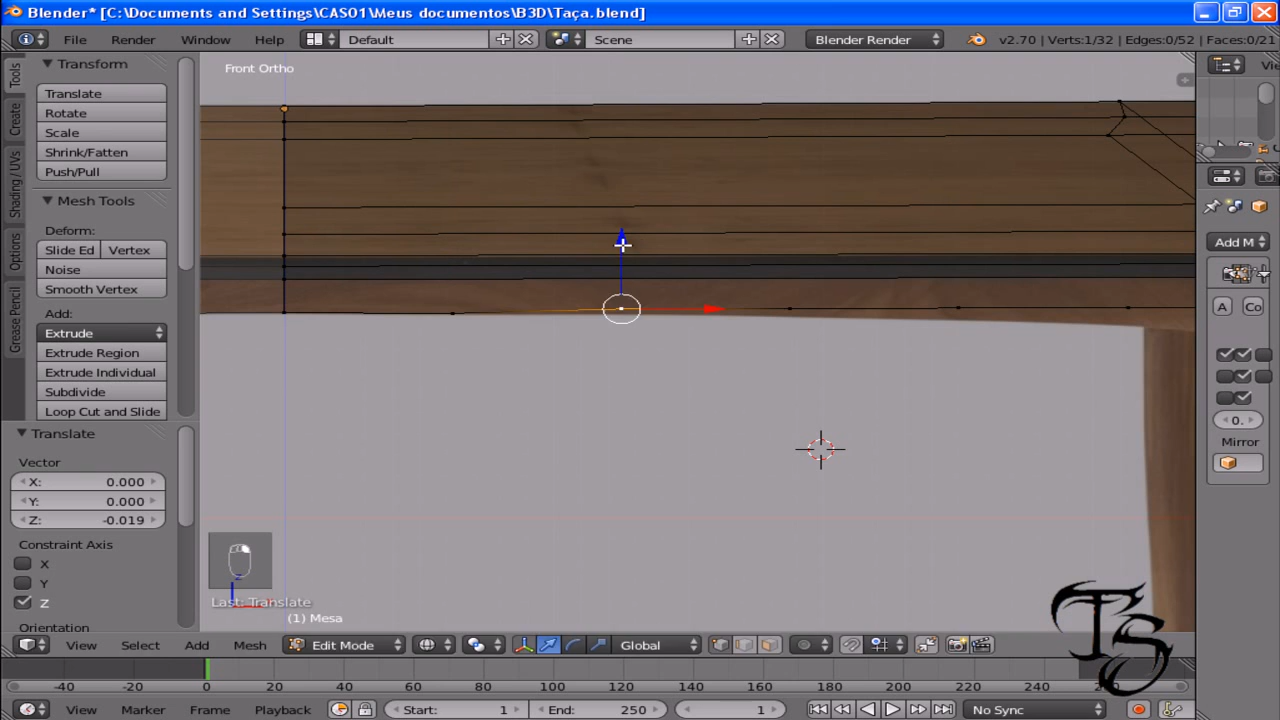 Blender* [C:\Documents and Settings\CAS01\Meus documentos\B3D\Taça.blend]
File Render Window Help Default Scene Blender Render v2.70 | Verts:1/32 | Edges:0/52 | Faces:0/21
Tools
Create
Shading / UVs
Options
Grease Pencil
Transform
Translate
Rotate
Scale
Shrink/Fatten
Push/Pull
Mesh Tools
Deform:
Slide Ed Vertex
Noise
Smooth Vertex
Add:
Extrude
Extrude Region
Extrude Individual
Subdivide
Loop Cut and Slide
Translate
Vector
X: 0.000
Y: 0.000
Z: -0.019
Constraint Axis
X
Y
Z
Orientation
Front Ortho
z
Last: Translate
(1) Mesa
Vie
Add M
A Co
0.
Mirror
TS
View Select Add Mesh Edit Mode Global
-40 -20 0 20 40 60 80 100 120 140 160 180 200 220 240
View Marker Frame Playback Start: 1 End: 250 1 No Sync